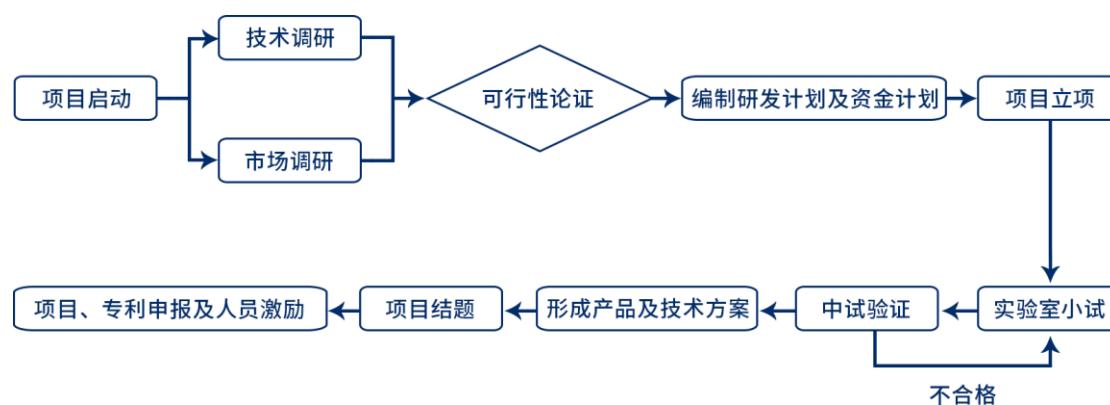 项目启动
技术调研
市场调研
可行性论证
编制研发计划及资金计划
项目立项
实验室小试
中试验证
不合格
形成产品及技术方案
项目结题
项目、专利申报及人员激励